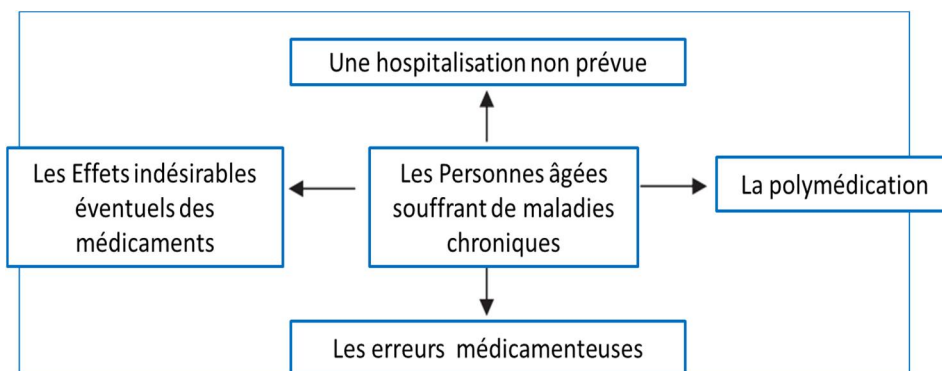 Une hospitalisation non prévue
Les Effets indésirables
éventuels des
médicaments
Les Personnes âgées
souffrant de maladies
chroniques
La polymédication
Les erreurs médicamenteuses